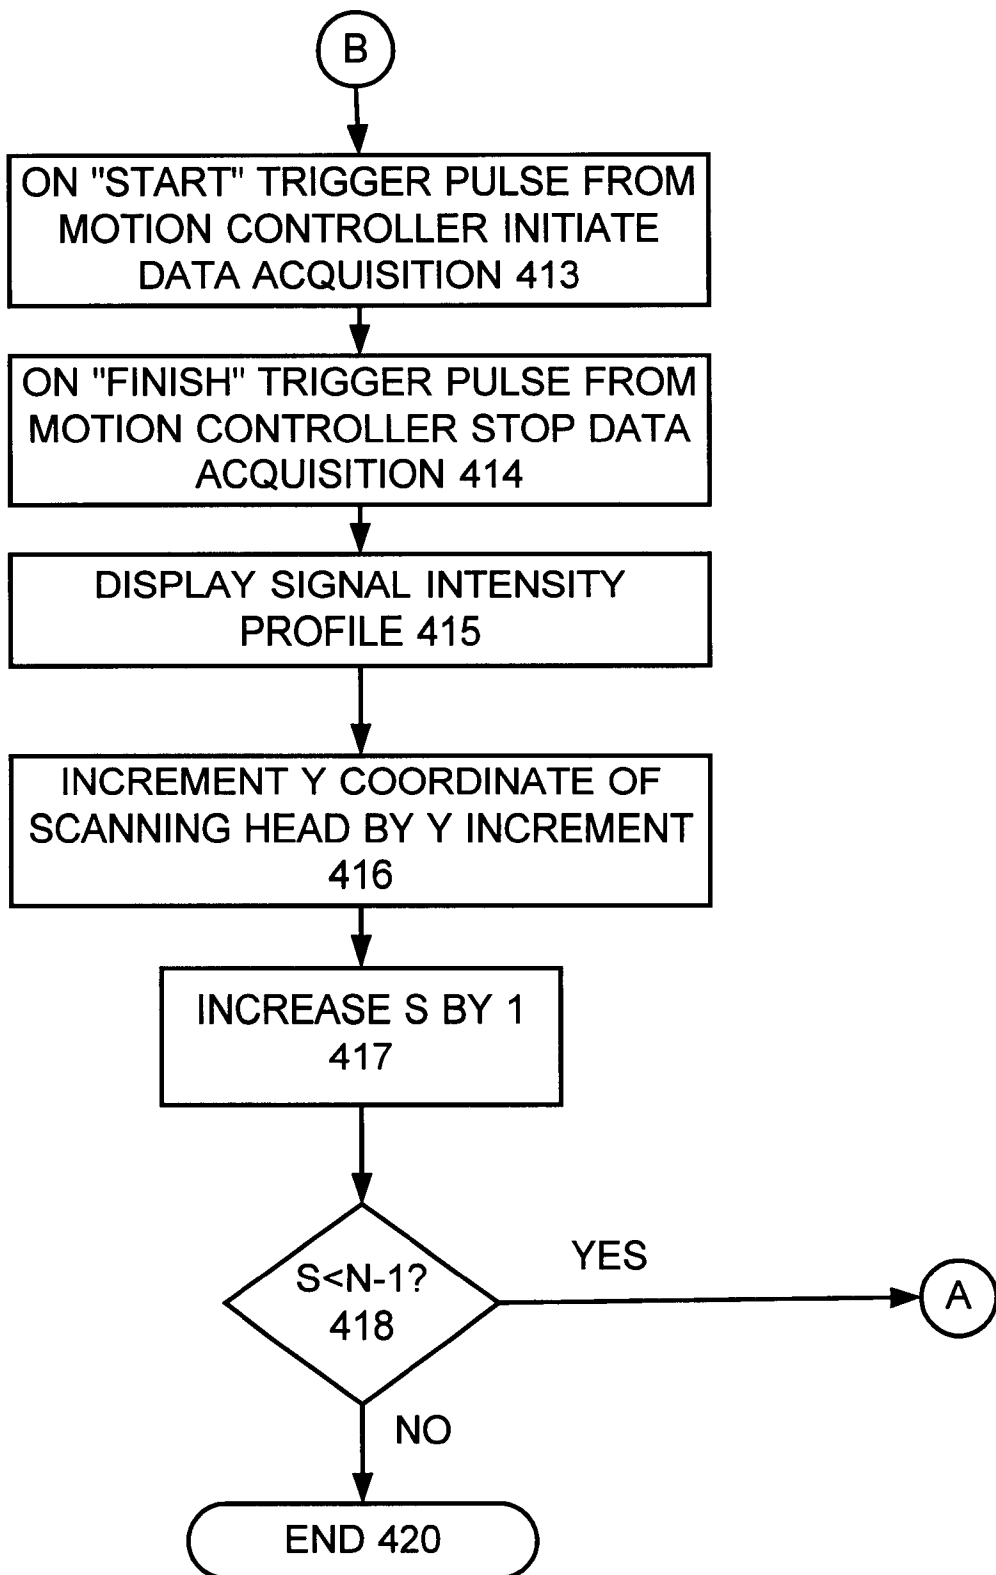 B
ON "START" TRIGGER PULSE FROM
MOTION CONTROLLER INITIATE
DATA ACQUISITION 413
ON "FINISH" TRIGGER PULSE FROM
MOTION CONTROLLER STOP DATA
ACQUISITION 414
DISPLAY SIGNAL INTENSITY
PROFILE 415
INCREMENT Y COORDINATE OF
SCANNING HEAD BY Y INCREMENT
416
INCREASE S BY 1
417
S<N-1?
418
YES
A
NO
END 420